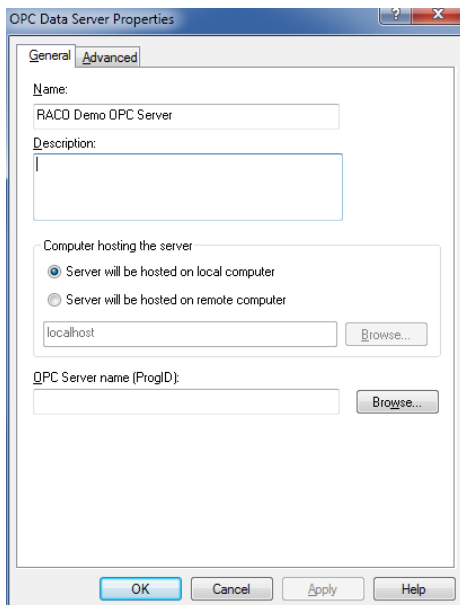 OPC Data Server Properties
?
X
General Advanced
Name:
RACO Demo OPC Server
Description:
Computer hosting the server
Server will be hosted on local computer
Server will be hosted on remote computer
localhost Browse...
OPC Server name (ProgID):
Browse...
OK Cancel Apply Help